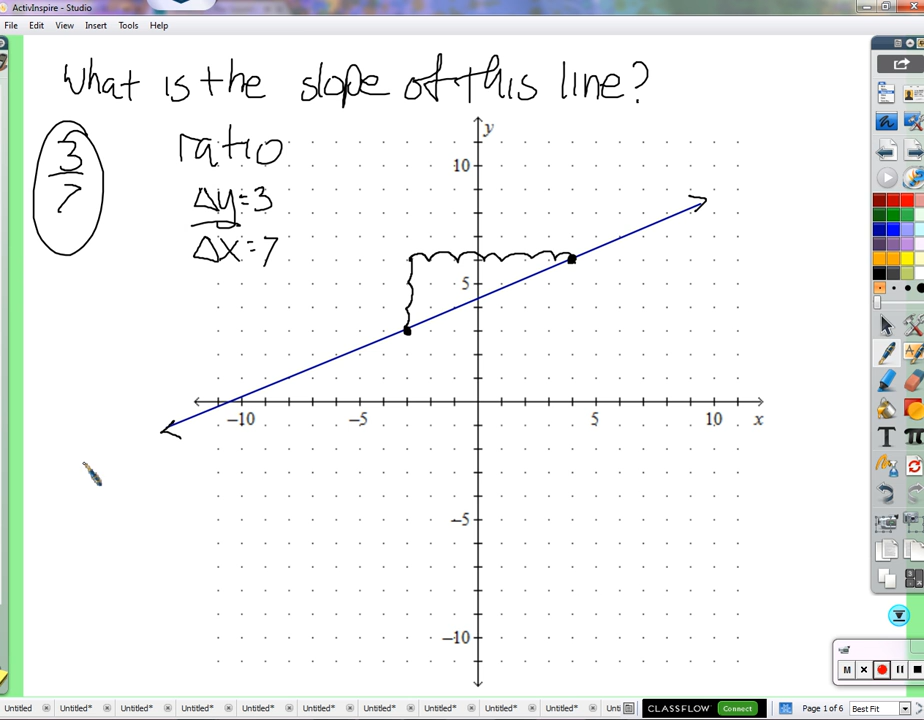 ActivInspire - Studio
File Edit View Insert Tools Help
What is the slope of this line?
3
7
ratio
Δy=3
Δx=7
y
10
5
-10 -5 5 10 x
-5
-10
M
Untitled Untitled* Untitled* Untitled* Untitled* Untitled* Untitled* Untitled* Untitled* Unti
CLASSFLOW Connect
Page 1 of 6 Best Fit